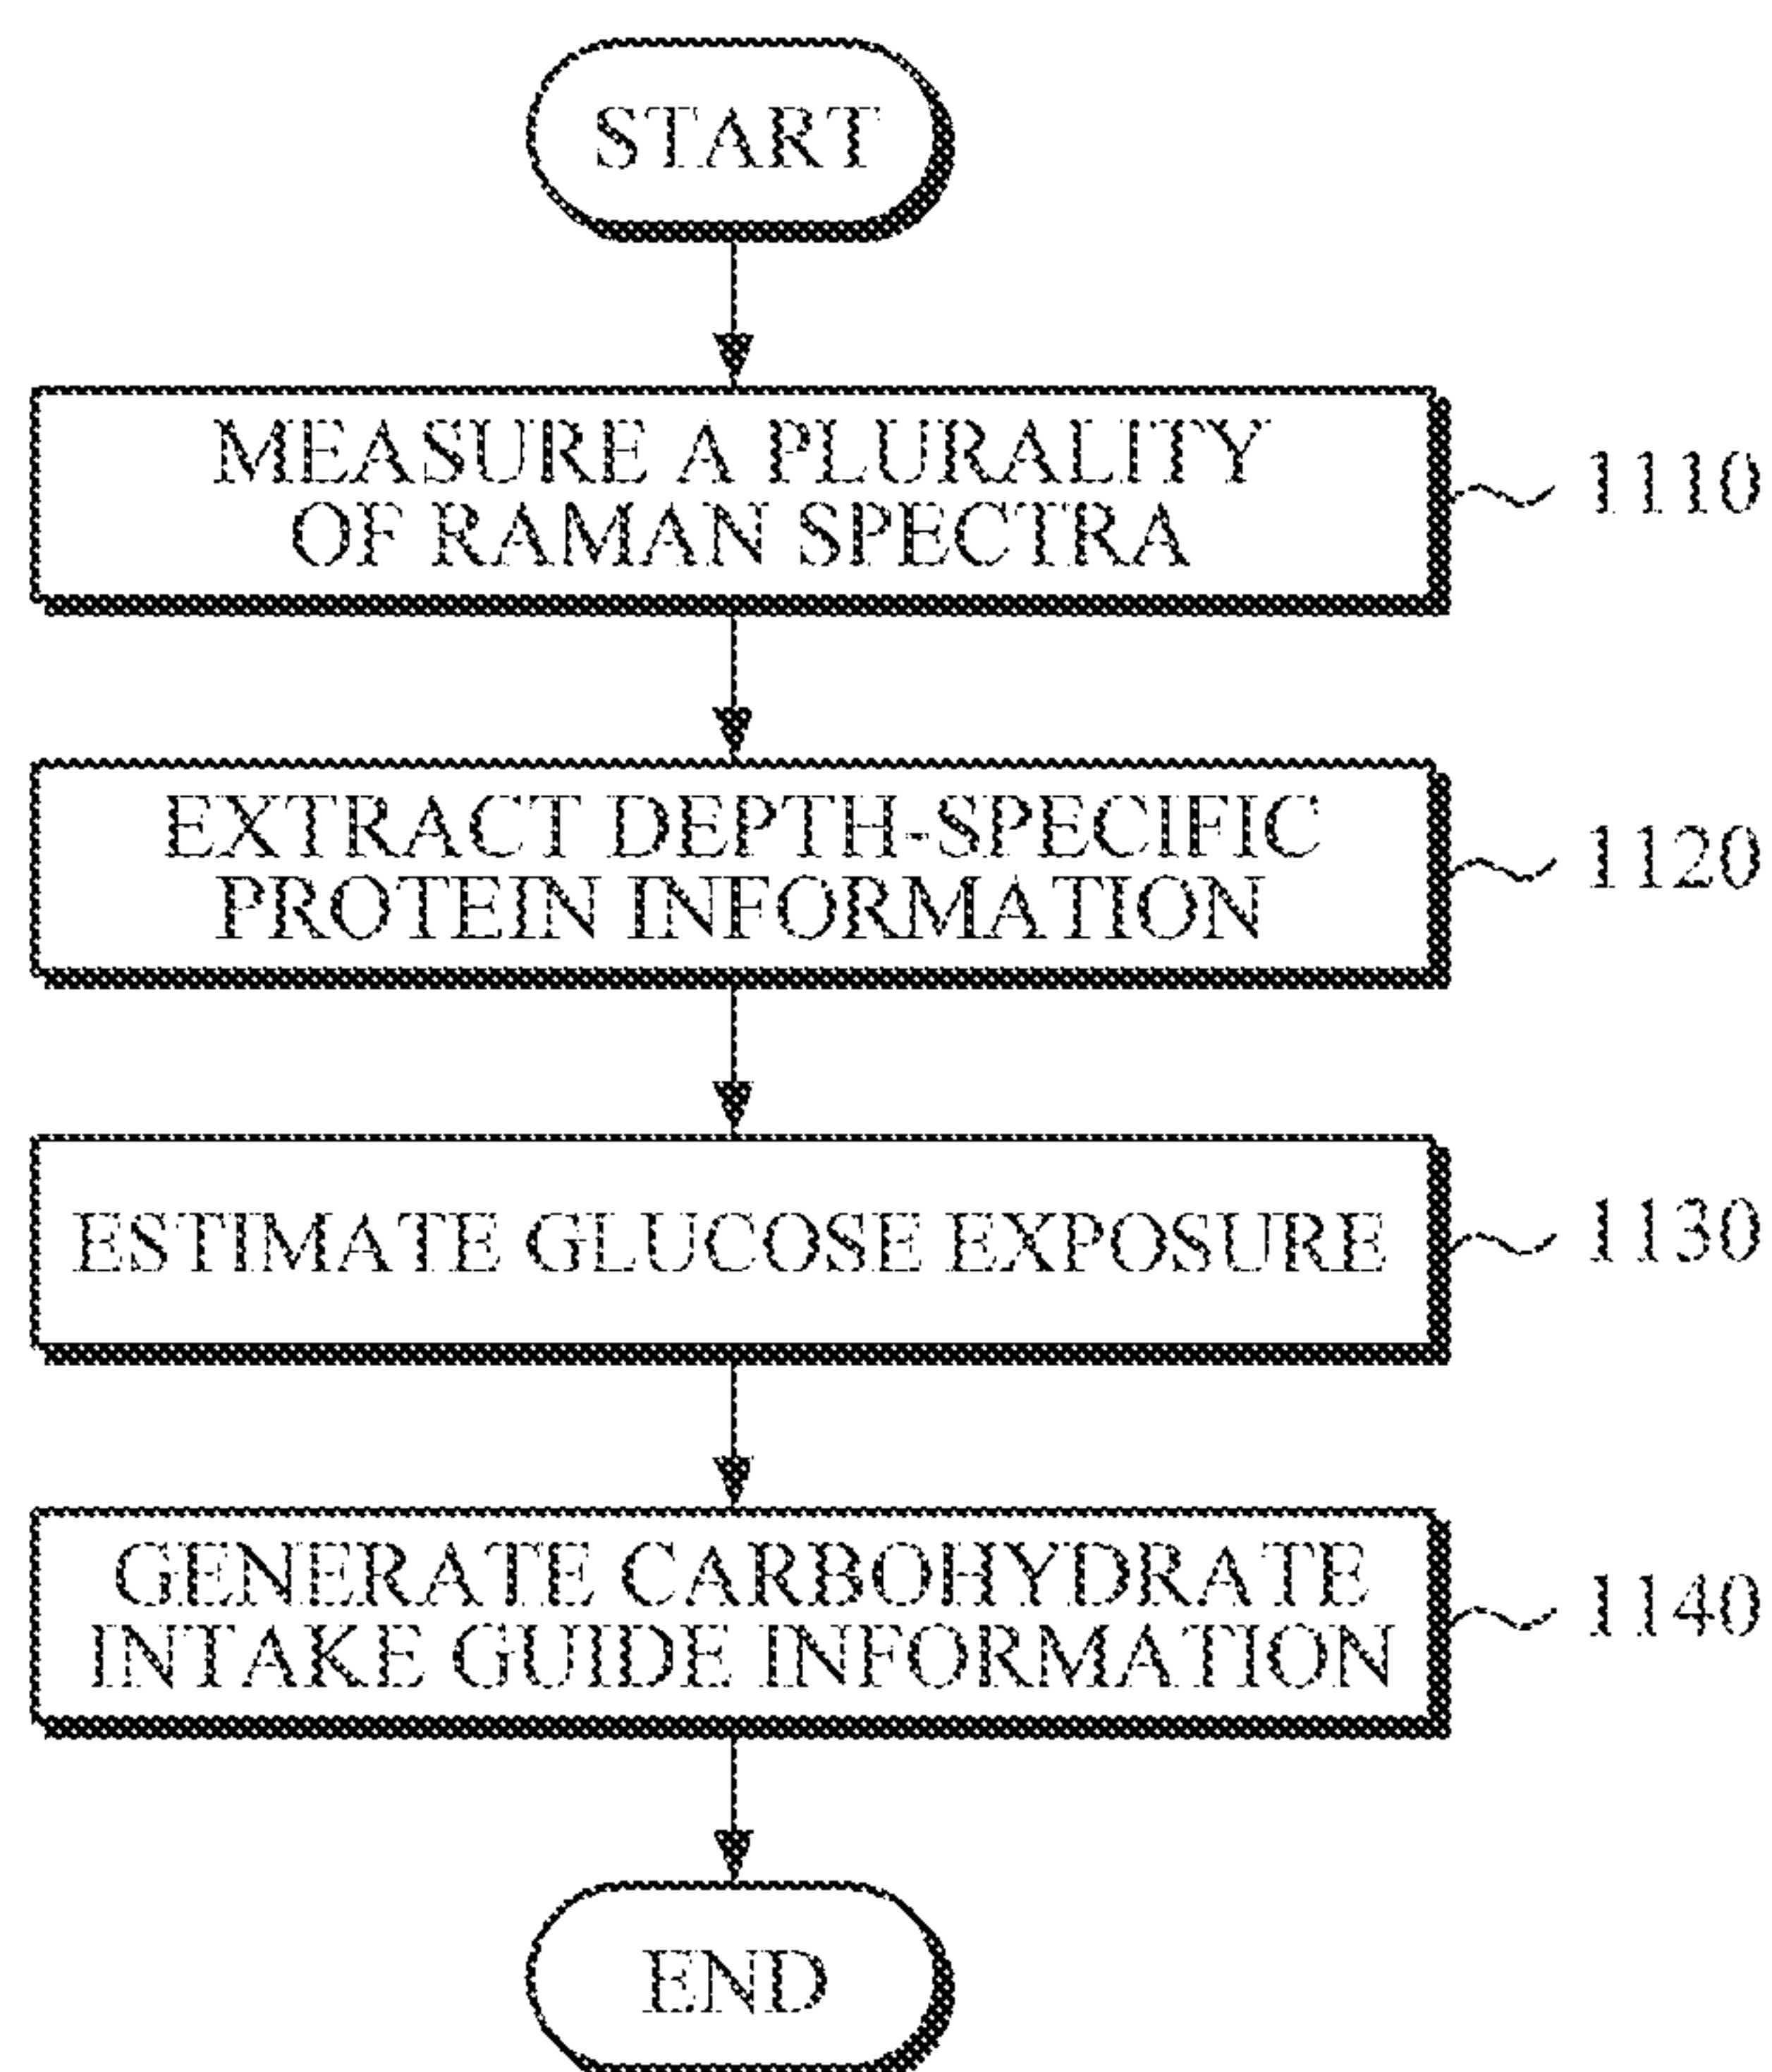 START
MEASURE A PLURALITY
OF RAMAN SPECTRA
1110
EXTRACT DEPTH-SPECIFIC
PROTEIN INFORMATION
1120
ESTIMATE GLUCOSE EXPOSURE
1130
GENERATE CARBOHYDRATE
INTAKE GUIDE INFORMATION
1140
END